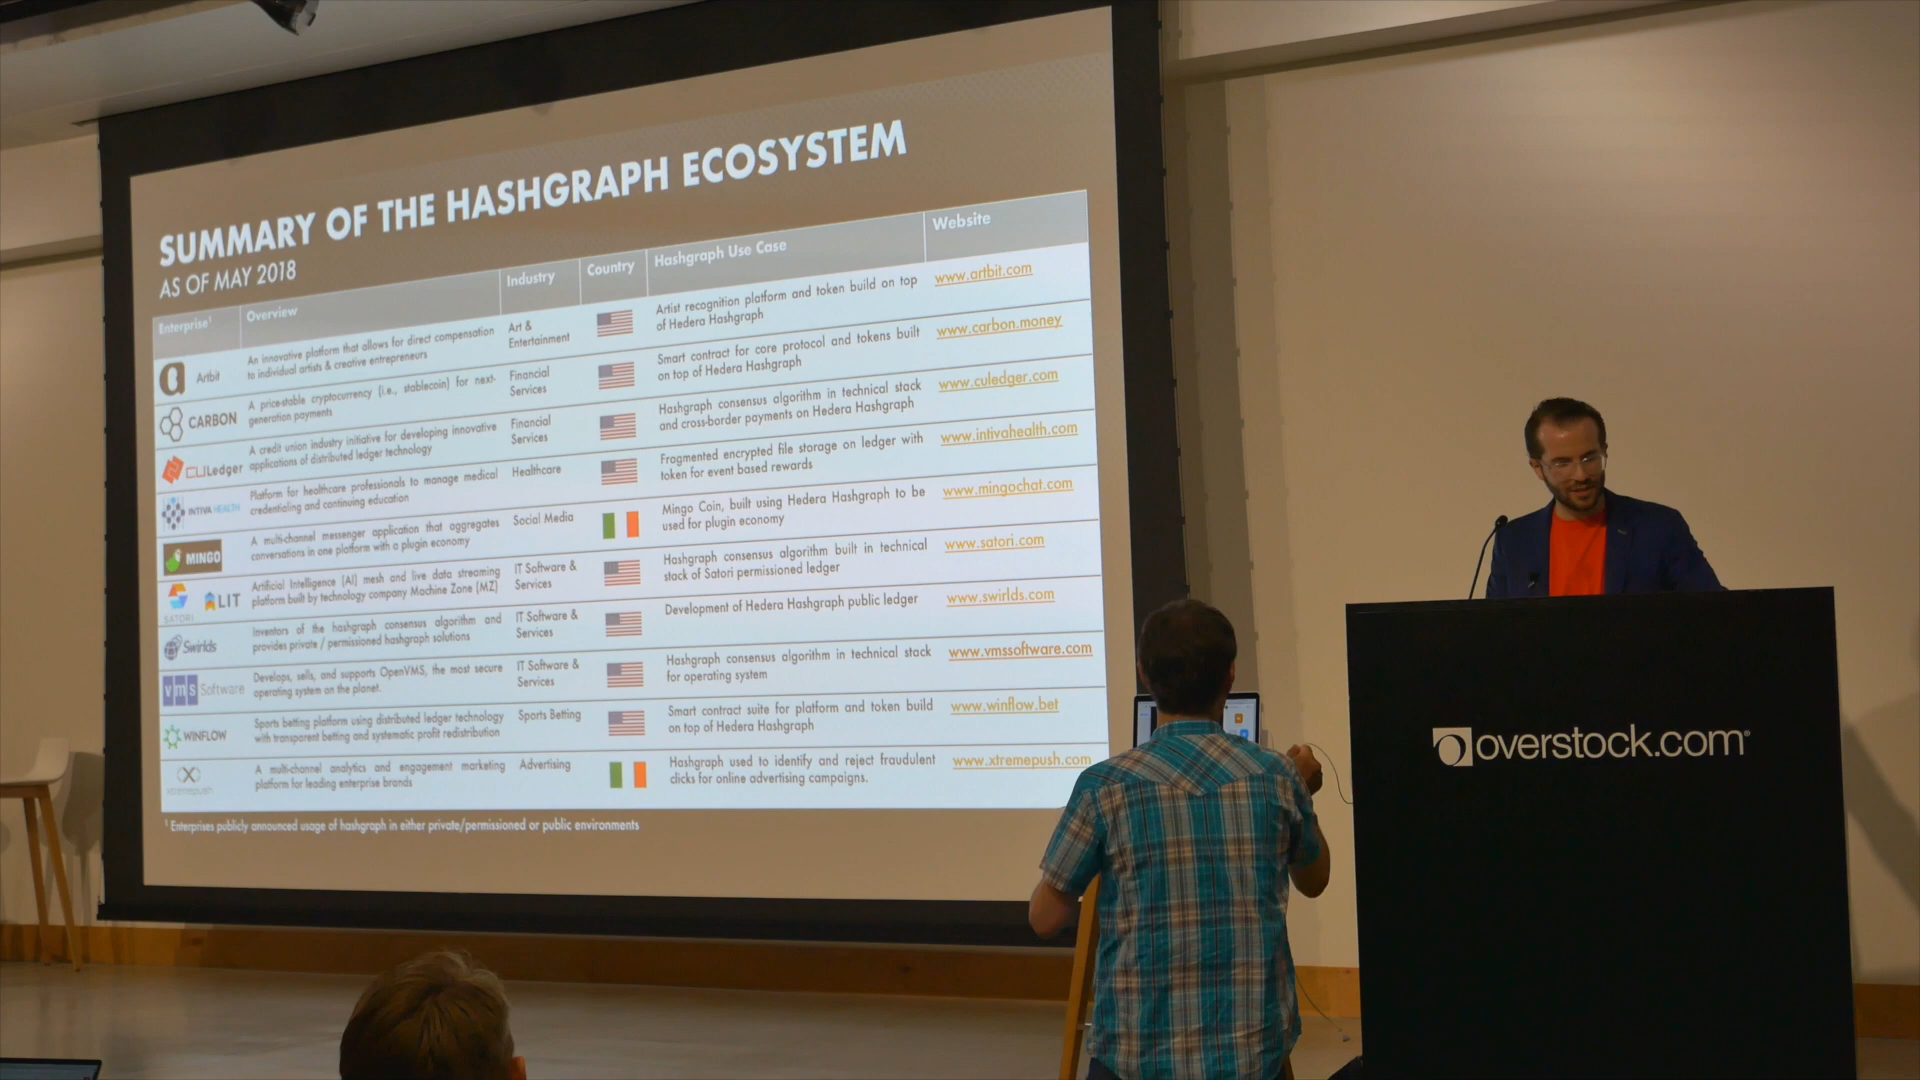 SUMMARY OF THE HASHGRAPH ECOSYSTEM
AS OF MAY 2018
Enterprise¹ Overview Industry Country Hashgraph Use Case Website
Artbit
An innovative platform that allows for direct compensation
to individual artists & creative entrepreneurs
Art &
Entertainment
Artist recognition platform and token build on top
of Hedera Hashgraph
www.artbit.com
CARBON
A price-stable cryptocurrency (i.e., stablecoin) for next-
generation payments
Financial
Services
Smart contract for core protocol and tokens built
on top of Hedera Hashgraph
www.carbon.money
CULedger
A credit union industry initiative for developing innovative
applications of distributed ledger technology
Financial
Services
Hashgraph consensus algorithm in technical stack
and cross-border payments on Hedera Hashgraph
www.culedger.com
INTIVA HEALTH
Platform for healthcare professionals to manage medical
credentialing and continuing education
Healthcare
Fragmented encrypted file storage on ledger with
token for event based rewards
www.intivahealth.com
MINGO
A multi-channel messenger application that aggregates
conversations in one platform with a plugin economy
Social Media
Mingo Coin, built using Hedera Hashgraph to be
used for plugin economy
www.mingochat.com
SATORI
LIT
Artificial Intelligence (AI) mesh and live data streaming
platform built by technology company Machine Zone (MZ)
IT Software &
Services
Hashgraph consensus algorithm built in technical
stack of Satori permissioned ledger
www.satori.com
Swirlds
Inventors of the hashgraph consensus algorithm and
provides private / permissioned hashgraph solutions
IT Software &
Services
Development of Hedera Hashgraph public ledger
www.swirlds.com
vms Software
Develops, sells, and supports OpenVMS, the most secure
operating system on the planet.
IT Software &
Services
Hashgraph consensus algorithm in technical stack
for operating system
www.vmssoftware.com
WINFLOW
Sports betting platform using distributed ledger technology
with transparent betting and systematic profit redistribution
Sports Betting
Smart contract suite for platform and token build
on top of Hedera Hashgraph
www.winflow.bet
xtremepush
A multi-channel analytics and engagement marketing
platform for leading enterprise brands
Advertising
Hashgraph used to identify and reject fraudulent
clicks for online advertising campaigns.
www.xtremepush.com
¹ Enterprises publicly announced usage of hashgraph in either private/permissioned or public environments
overstock.com®